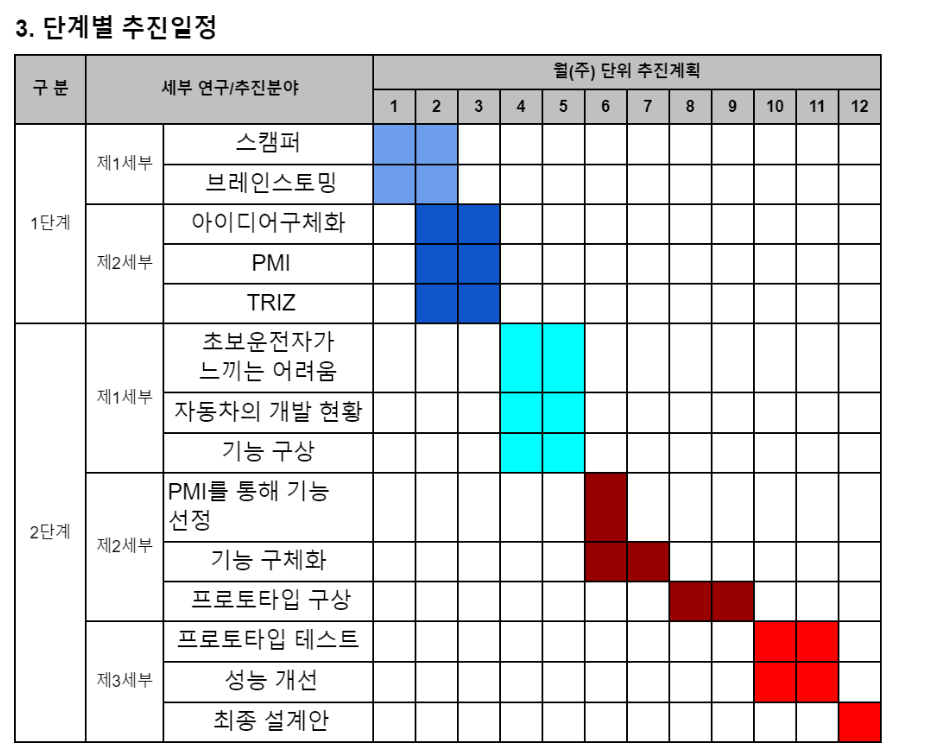 3. 단계별 추진일정
구 분
세부 연구/추진분야
월(주) 단위 추진계획
1 2 3 4 5 6 7 8 9 10 11 12
1단계
제1세부
스캠퍼
브레인스토밍
제2세부
아이디어구체화
PMI
TRIZ
2단계
제1세부
초보운전자가
느끼는 어려움
자동차의 개발 현황
기능 구상
제2세부
PMI를 통해 기능
선정
기능 구체화
프로토타입 구상
제3세부
프로토타입 테스트
성능 개선
최종 설계안